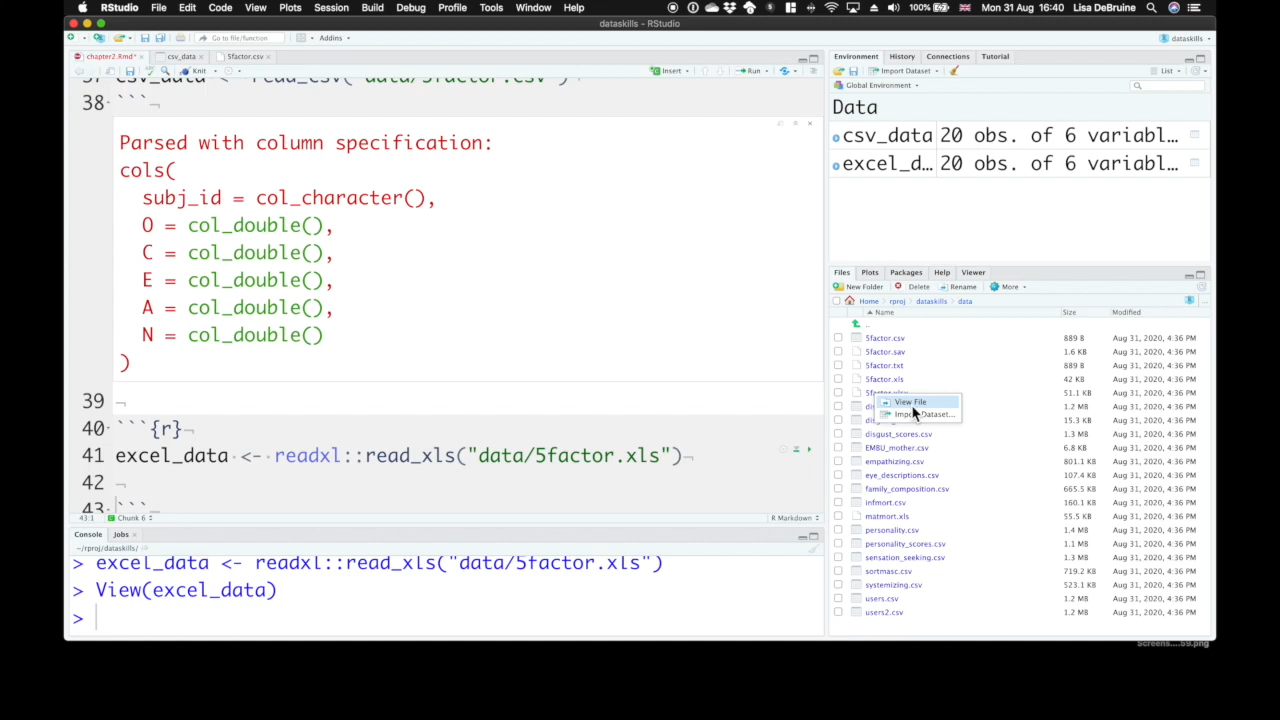 RStudio File Edit Code View Plots Session Build Debug Profile Tools Window Help 100% Mon 31 Aug 16:40 Lisa DeBruine
dataskills - RStudio
Go to file/function Addins dataskills
chapter2.Rmd* csv_data 5factor.csv
Knit Insert Run
csv_data <- read_csv("data/5factor.csv")
38 ```
Parsed with column specification:
cols(
subj_id = col_character(),
O = col_double(),
C = col_double(),
E = col_double(),
A = col_double(),
N = col_double()
)
39
40 ```{r}
41 excel_data <- readxl::read_xls("data/5factor.xls")
42
43 ```
43:1 Chunk 6 R Markdown
Console Jobs
~/rproj/dataskills/
> excel_data <- readxl::read_xls("data/5factor.xls")
> View(excel_data)
>
Environment History Connections Tutorial
Import Dataset List
Global Environment
Data
csv_data 20 obs. of 6 variabl...
excel_d... 20 obs. of 6 variabl...
Files Plots Packages Help Viewer
New Folder Delete Rename More
Home rproj dataskills data
Name Size Modified
..
5factor.csv 889 B Aug 31, 2020, 4:36 PM
5factor.sav 1.6 KB Aug 31, 2020, 4:36 PM
5factor.txt 889 B Aug 31, 2020, 4:36 PM
5factor.xls 42 KB Aug 31, 2020, 4:36 PM
5factor.xlsx 51.1 KB Aug 31, 2020, 4:36 PM
View File
1.2 MB Aug 31, 2020, 4:36 PM
Import Dataset...
15.3 KB Aug 31, 2020, 4:36 PM
disgust_scores.csv 1.3 MB Aug 31, 2020, 4:36 PM
EMBU_mother.csv 6.8 KB Aug 31, 2020, 4:36 PM
empathizing.csv 801.1 KB Aug 31, 2020, 4:36 PM
eye_descriptions.csv 107.4 KB Aug 31, 2020, 4:36 PM
family_composition.csv 665.5 KB Aug 31, 2020, 4:36 PM
infmort.csv 160.1 KB Aug 31, 2020, 4:36 PM
matmort.xls 55.5 KB Aug 31, 2020, 4:36 PM
personality.csv 1.4 MB Aug 31, 2020, 4:36 PM
personality_scores.csv 1.1 MB Aug 31, 2020, 4:36 PM
sensation_seeking.csv 1.3 MB Aug 31, 2020, 4:36 PM
sortmasc.csv 719.2 KB Aug 31, 2020, 4:36 PM
systemizing.csv 523.1 KB Aug 31, 2020, 4:36 PM
users.csv 1.2 MB Aug 31, 2020, 4:36 PM
users2.csv 1.2 MB Aug 31, 2020, 4:36 PM
Screens....59.png